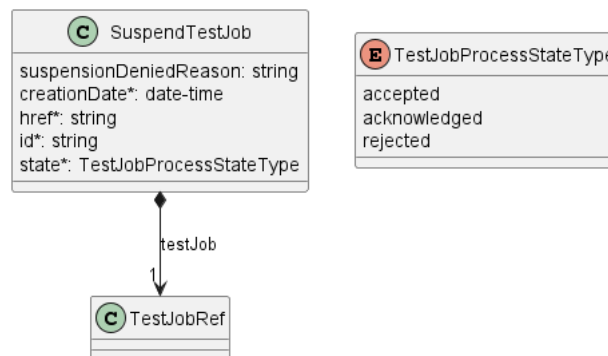 C SuspendTestJob
suspensionDeniedReason: string
creationDate*: date-time
href*: string
id*: string
state*: TestJobProcessStateType
E TestJobProcessStateType
accepted
acknowledged
rejected
testJob
1
C TestJobRef